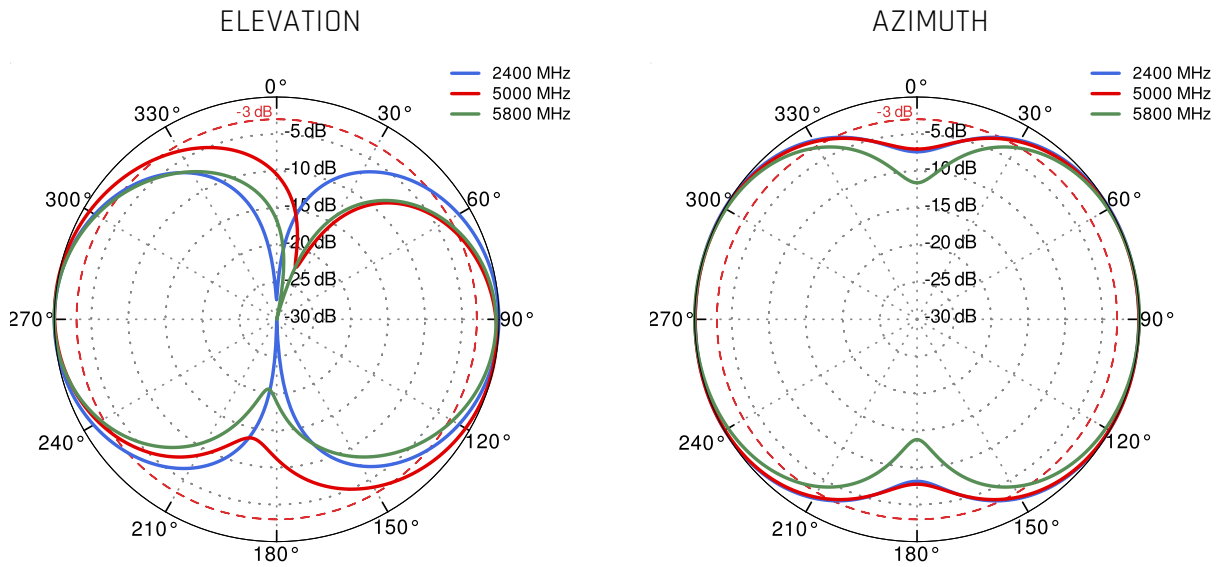 ELEVATION
2400 MHz
5000 MHz
5800 MHz
0°
30°
60°
90°
120°
150°
180°
210°
240°
270°
300°
330°
-3 dB
-5 dB
-10 dB
-15 dB
-20 dB
-25 dB
-30 dB
AZIMUTH
2400 MHz
5000 MHz
5800 MHz
0°
30°
60°
90°
120°
150°
180°
210°
240°
270°
300°
330°
-3 dB
-5 dB
-10 dB
-15 dB
-20 dB
-25 dB
-30 dB